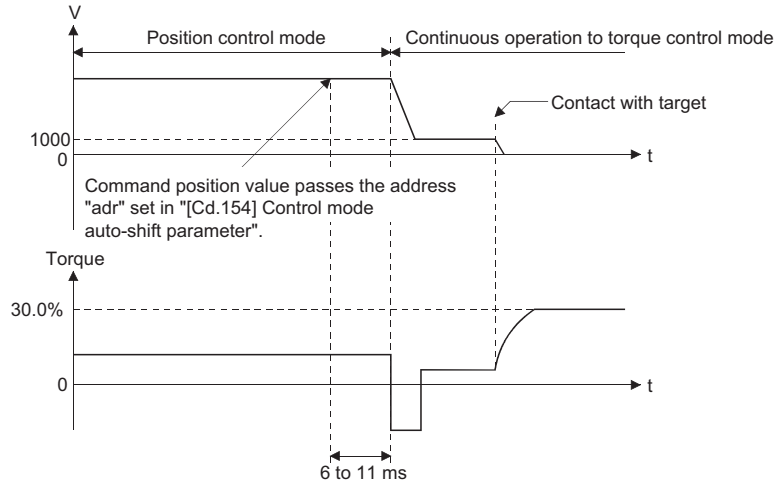 V
Position control mode
Continuous operation to torque control mode
Contact with target
1000
0
t
Command position value passes the address
"adr" set in "[Cd.154] Control mode
auto-shift parameter".
Torque
30.0%
0
t
6 to 11 ms